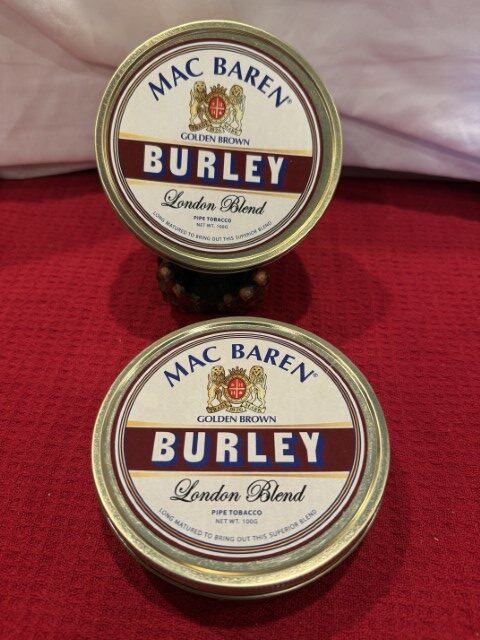 MAC BAREN®
GOLDEN BROWN
BURLEY
London Blend
PIPE TOBACCO
NET WT. 100G
LONG MATURED TO BRING OUT THIS SUPERIOR BLEND
MAC BAREN®
GOLDEN BROWN
BURLEY
London Blend
PIPE TOBACCO
NET WT. 100G
LONG MATURED TO BRING OUT THIS SUPERIOR BLEND